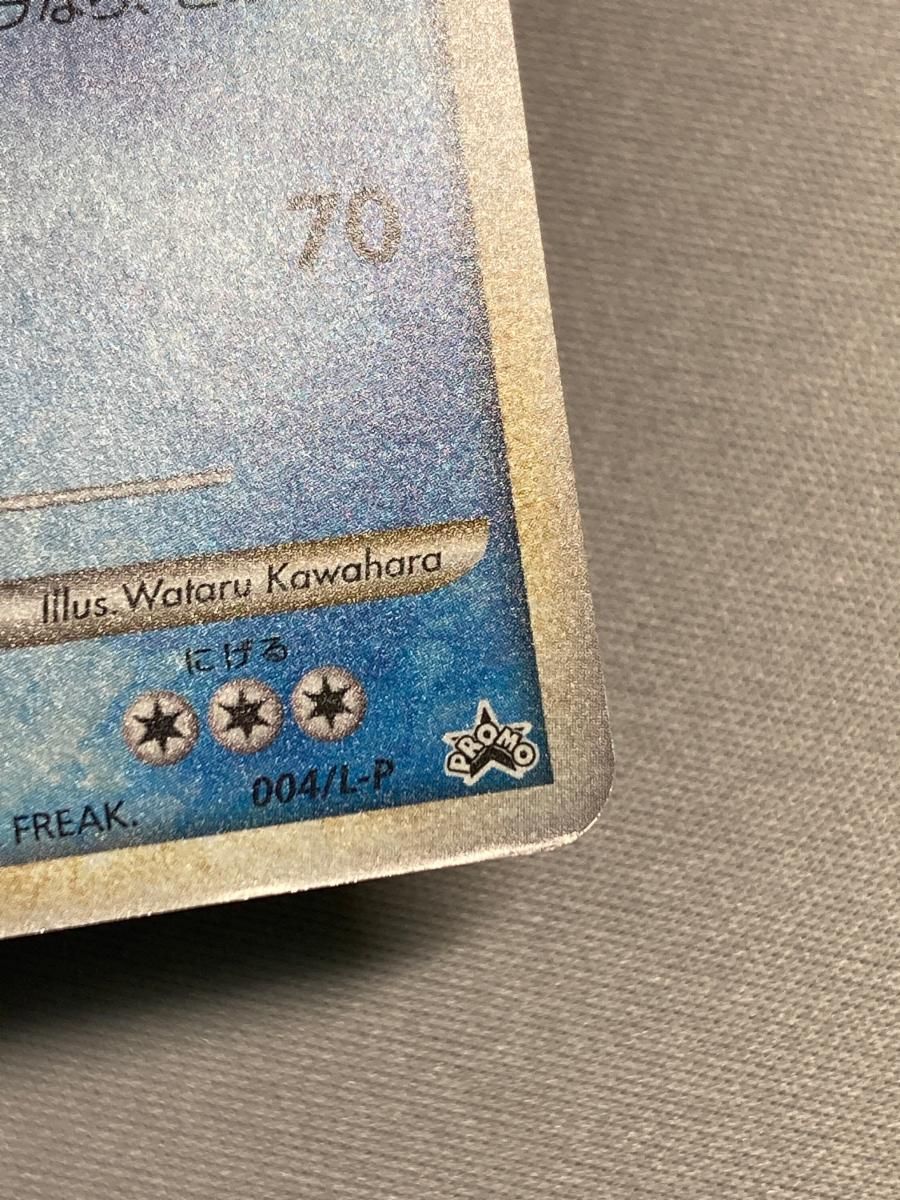 70
Illus. Wataru Kawahara
にげる
004/L-P
PROMO
FREAK.